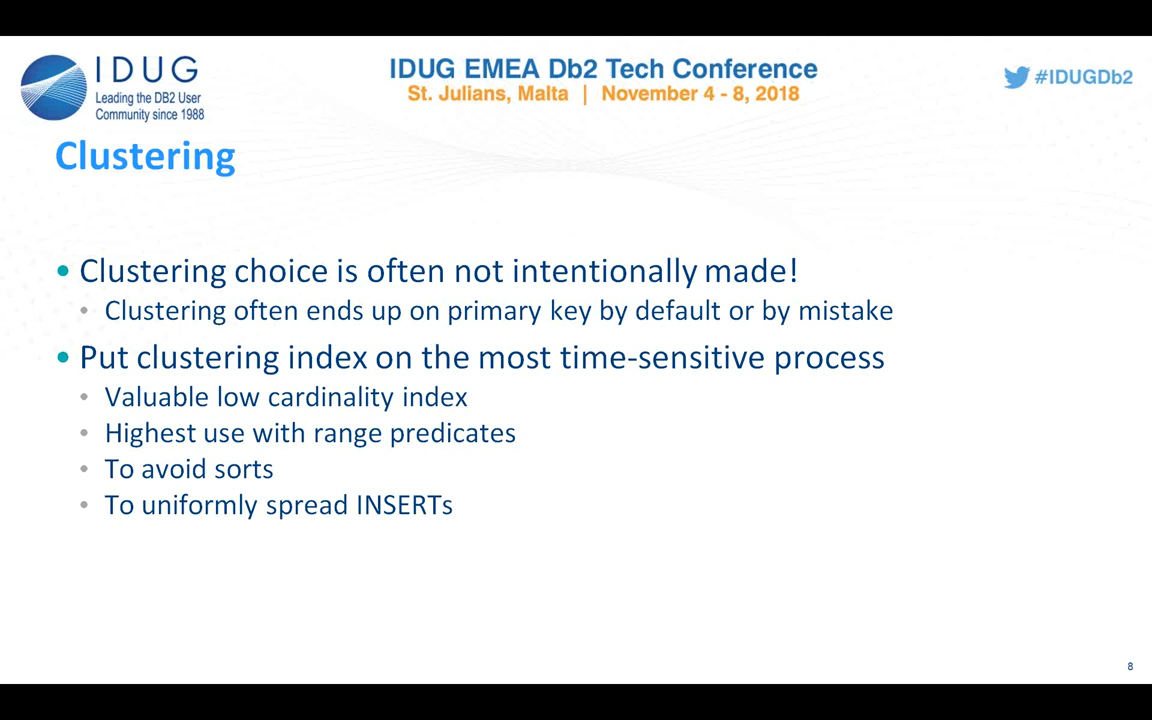 IDUG
Leading the DB2 User
Community since 1988
IDUG EMEA Db2 Tech Conference
St. Julians, Malta | November 4 - 8, 2018
#IDUGDb2
Clustering
• Clustering choice is often not intentionally made!
• Clustering often ends up on primary key by default or by mistake
• Put clustering index on the most time-sensitive process
• Valuable low cardinality index
• Highest use with range predicates
• To avoid sorts
• To uniformly spread INSERTs
8